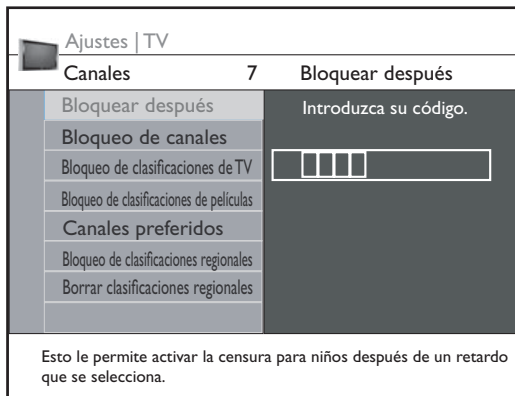 Ajustes | TV
Canales 7 Bloquear después
Bloquear después
Bloqueo de canales
Bloqueo de clasificaciones de TV
Bloqueo de clasificaciones de películas
Canales preferidos
Bloqueo de clasificaciones regionales
Borrar clasificaciones regionales
Introduzca su código.
Esto le permite activar la censura para niños después de un retardo
que se selecciona.